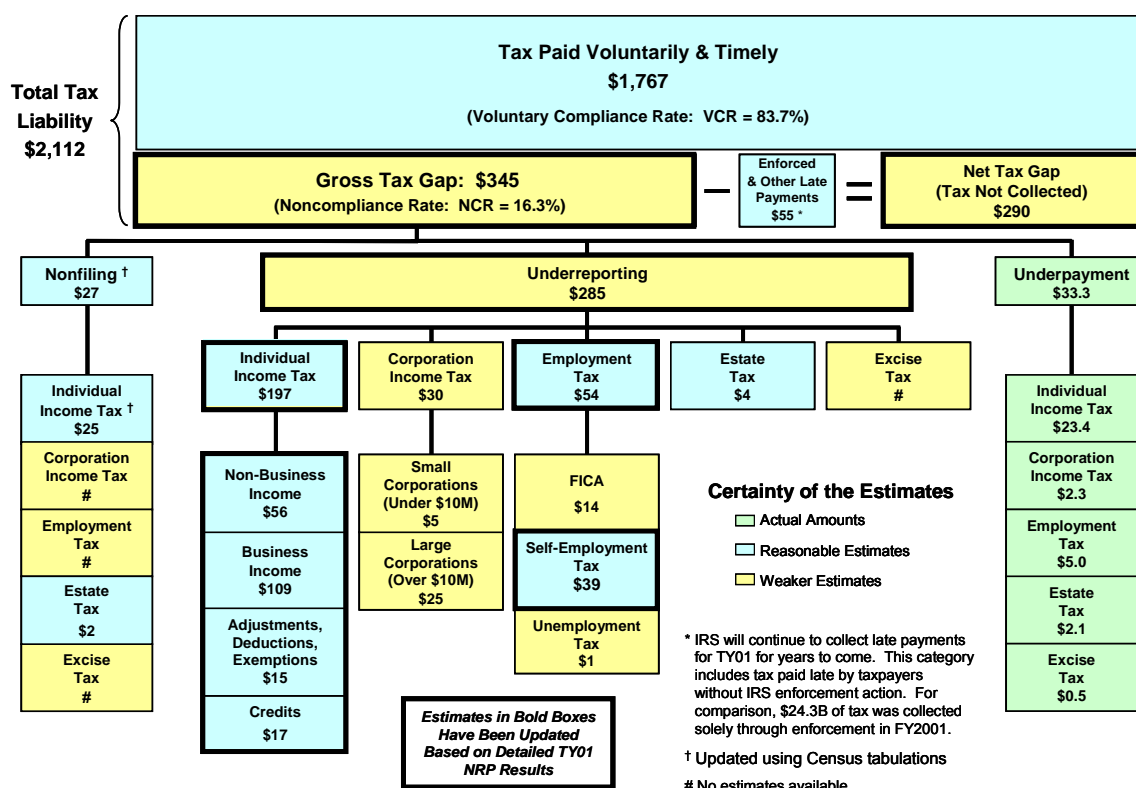 Total Tax
Liability
$2,112
Tax Paid Voluntarily & Timely
$1,767
(Voluntary Compliance Rate: VCR = 83.7%)
Gross Tax Gap: $345
(Noncompliance Rate: NCR = 16.3%)
Enforced
& Other Late
Payments
$55 *
Net Tax Gap
(Tax Not Collected)
$290
Nonfiling †
$27
Underreporting
$285
Underpayment
$33.3
Individual
Income Tax †
$25
Corporation
Income Tax
#
Employment
Tax
#
Estate
Tax
$2
Excise
Tax
#
Individual
Income Tax
$197
Corporation
Income Tax
$30
Employment
Tax
$54
Estate
Tax
$4
Excise
Tax
#
Non-Business
Income
$56
Business
Income
$109
Adjustments,
Deductions,
Exemptions
$15
Credits
$17
Small
Corporations
(Under $10M)
$5
Large
Corporations
(Over $10M)
$25
FICA
$14
Self-Employment
Tax
$39
Unemployment
Tax
$1
Individual
Income Tax
$23.4
Corporation
Income Tax
$2.3
Employment
Tax
$5.0
Estate
Tax
$2.1
Excise
Tax
$0.5
Certainty of the Estimates
Actual Amounts
Reasonable Estimates
Weaker Estimates
Estimates in Bold Boxes
Have Been Updated
Based on Detailed TY01
NRP Results
* IRS will continue to collect late payments
for TY01 for years to come. This category
includes tax paid late by taxpayers
without IRS enforcement action. For
comparison, $24.3B of tax was collected
solely through enforcement in FY2001.
† Updated using Census tabulations
# No estimates available